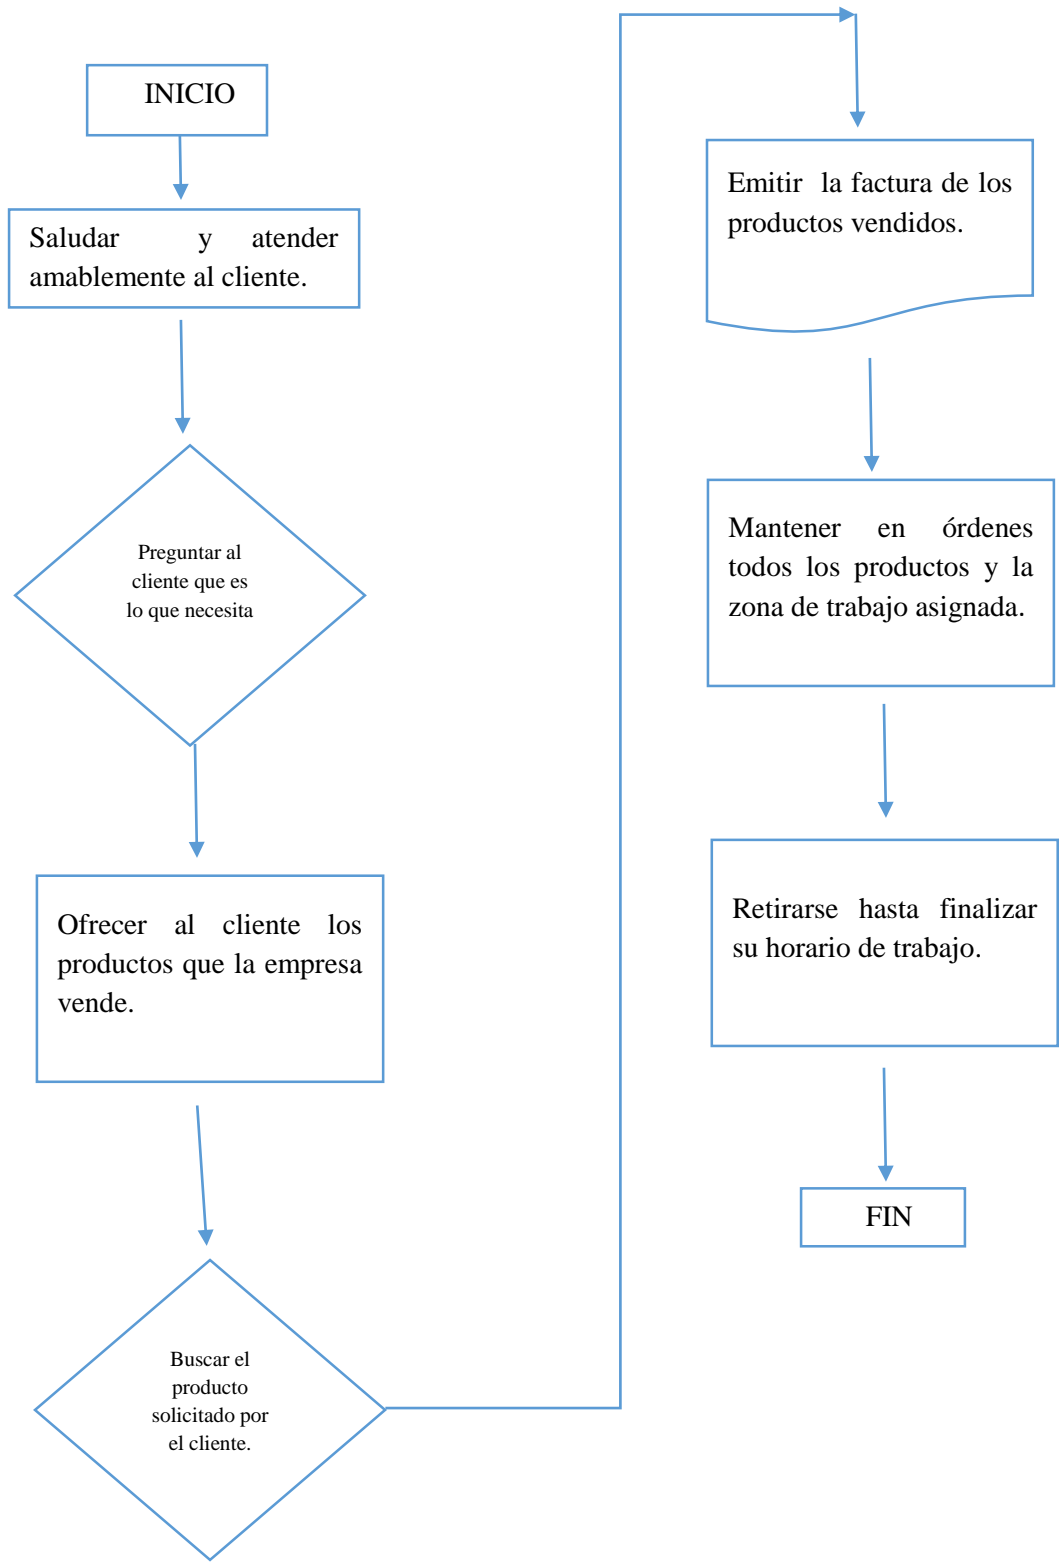 INICIO
Saludar y atender
amablemente al cliente.
Preguntar al
cliente que es
lo que necesita
Ofrecer al cliente los
productos que la empresa
vende.
Buscar el
producto
solicitado por
el cliente.
Emitir la factura de los
productos vendidos.
Mantener en órdenes
todos los productos y la
zona de trabajo asignada.
Retirarse hasta finalizar
su horario de trabajo.
FIN